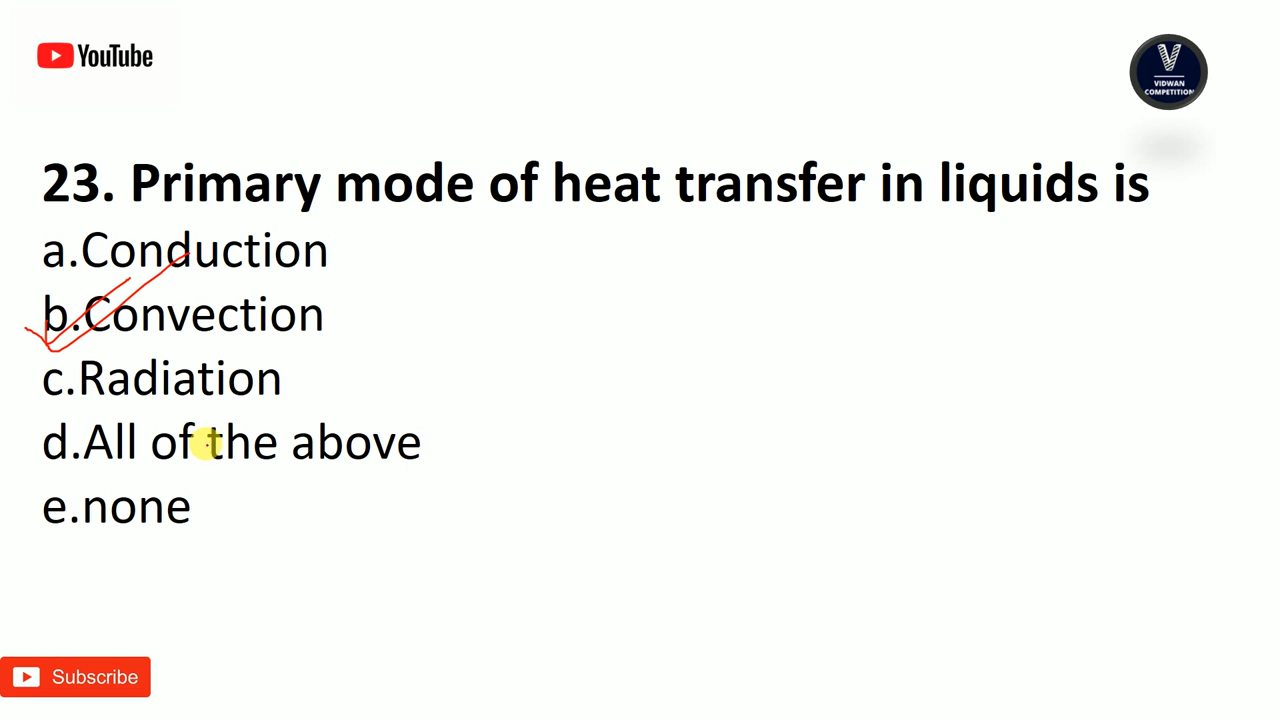 YouTube
V
VIDWAN
COMPETITION
23. Primary mode of heat transfer in liquids is
a.Conduction
b.Convection
c.Radiation
d.All of the above
e.none
Subscribe